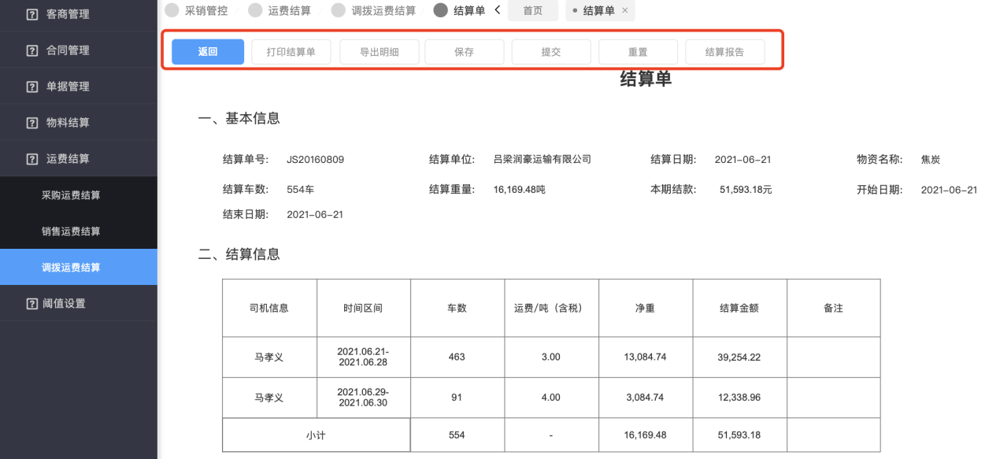 客商管理
合同管理
单据管理
物料结算
运费结算
采购运费结算
销售运费结算
调拨运费结算
阈值设置
采销管控 / 运费结算 / 调拨运费结算 / 结算单 < 首页 • 结算单 ×
返回 打印结算单 导出明细 保存 提交 重置 结算报告
结算单
一、基本信息
结算单号: JS20160809 结算单位: 吕梁润豪运输有限公司 结算日期: 2021-06-21 物资名称: 焦炭
结算车数: 554车 结算重量: 16,169.48吨 本期结款: 51,593.18元 开始日期: 2021-06-21
结束日期: 2021-06-21
二、结算信息
司机信息 时间区间 车数 运费/吨（含税） 净重 结算金额 备注
马孝义 2021.06.21-2021.06.28 463 3.00 13,084.74 39,254.22
马孝义 2021.06.29-2021.06.30 91 4.00 3,084.74 12,338.96
小计 554 - 16,169.48 51,593.18